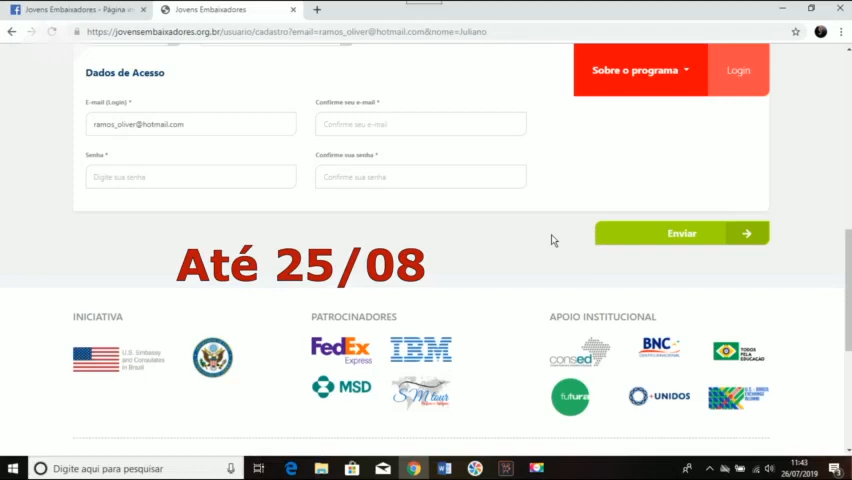 Jovens Embaixadores - Página in
Jovens Embaixadores
https://jovensembaixadores.org.br/usuario/cadastro?email=ramos_oliver@hotmail.com&nome=Juliano
Dados de Acesso
Sobre o programa
Login
E-mail (Login) *
Confirme seu e-mail *
ramos_oliver@hotmail.com
Confirme seu e-mail
Senha *
Confirme sua senha *
Digite sua senha
Confirme sua senha
Enviar
Até 25/08
INICIATIVA
PATROCINADORES
APOIO INSTITUCIONAL
U.S. Embassy
and Consulates
in Brazil
FedEx
Express
IBM
consed
BNC
TODOS
PELA
EDUCAÇÃO
MSD
SM tour
futura
+UNIDOS
Digite aqui para pesquisar
11:43
26/07/2019
3